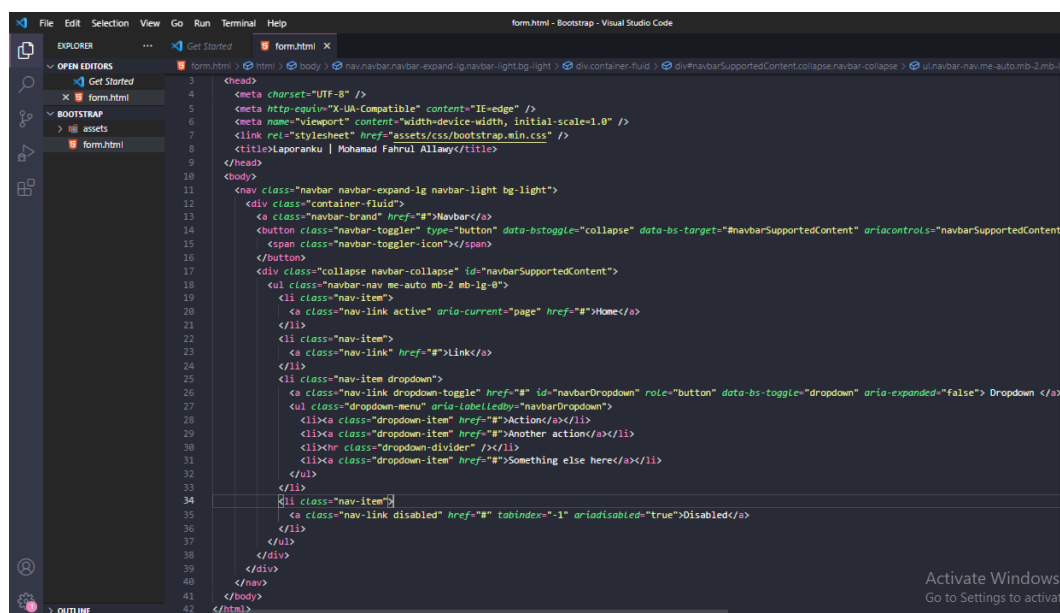 File Edit Selection View Go Run Terminal Help form.html - Bootstrap - Visual Studio Code
EXPLORER ··· Get Started form.html ×
OPEN EDITORS form.html > html > body > nav.navbar.navbar-expand-lg.navbar-light.bg-light > div.container-fluid > div#navbarSupportedContent.collapse.navbar-collapse > ul.navbar-nav.me-auto.mb-2.mb-l
Get Started
× form.html
BOOTSTRAP
> assets
form.html
3 <head>
4 <meta charset="UTF-8" />
5 <meta http-equiv="X-UA-Compatible" content="IE=edge" />
6 <meta name="viewport" content="width=device-width, initial-scale=1.0" />
7 <link rel="stylesheet" href="assets/css/bootstrap.min.css" />
8 <title>Laporanku | Mohamad Fahrul Allawy</title>
9 </head>
10 <body>
11 <nav class="navbar navbar-expand-lg navbar-light bg-light">
12 <div class="container-fluid">
13 <a class="navbar-brand" href="#">Navbar</a>
14 <button class="navbar-toggler" type="button" data-bstoggle="collapse" data-bs-target="#navbarSupportedContent" ariacontrols="navbarSupportedContent
15 <span class="navbar-toggler-icon"></span>
16 </button>
17 <div class="collapse navbar-collapse" id="navbarSupportedContent">
18 <ul class="navbar-nav me-auto mb-2 mb-lg-0">
19 <li class="nav-item">
20 <a class="nav-link active" aria-current="page" href="#">Home</a>
21 </li>
22 <li class="nav-item">
23 <a class="nav-link" href="#">Link</a>
24 </li>
25 <li class="nav-item dropdown">
26 <a class="nav-link dropdown-toggle" href="#" id="navbarDropdown" role="button" data-bs-toggle="dropdown" aria-expanded="false"> Dropdown </a>
27 <ul class="dropdown-menu" aria-labelledby="navbarDropdown">
28 <li><a class="dropdown-item" href="#">Action</a></li>
29 <li><a class="dropdown-item" href="#">Another action</a></li>
30 <li><hr class="dropdown-divider" /></li>
31 <li><a class="dropdown-item" href="#">Something else here</a></li>
32 </ul>
33 </li>
34 <li class="nav-item">
35 <a class="nav-link disabled" href="#" tabindex="-1" ariadisabled="true">Disabled</a>
36 </li>
37 </ul>
38 </div>
39 </div>
40 </nav>
41 </body>
42 </html>
Activate Windows
Go to Settings to activat
1
> OUTLINE